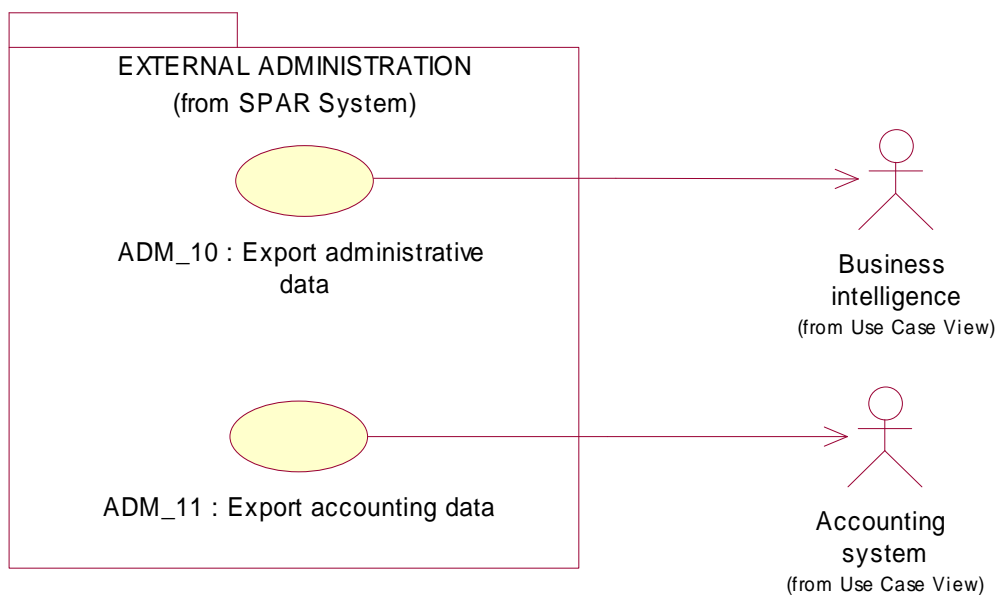 EXTERNAL ADMINISTRATION
(from SPAR System)
ADM_10 : Export administrative
data
Business
intelligence
(from Use Case View)
ADM_11 : Export accounting data
Accounting
system
(from Use Case View)